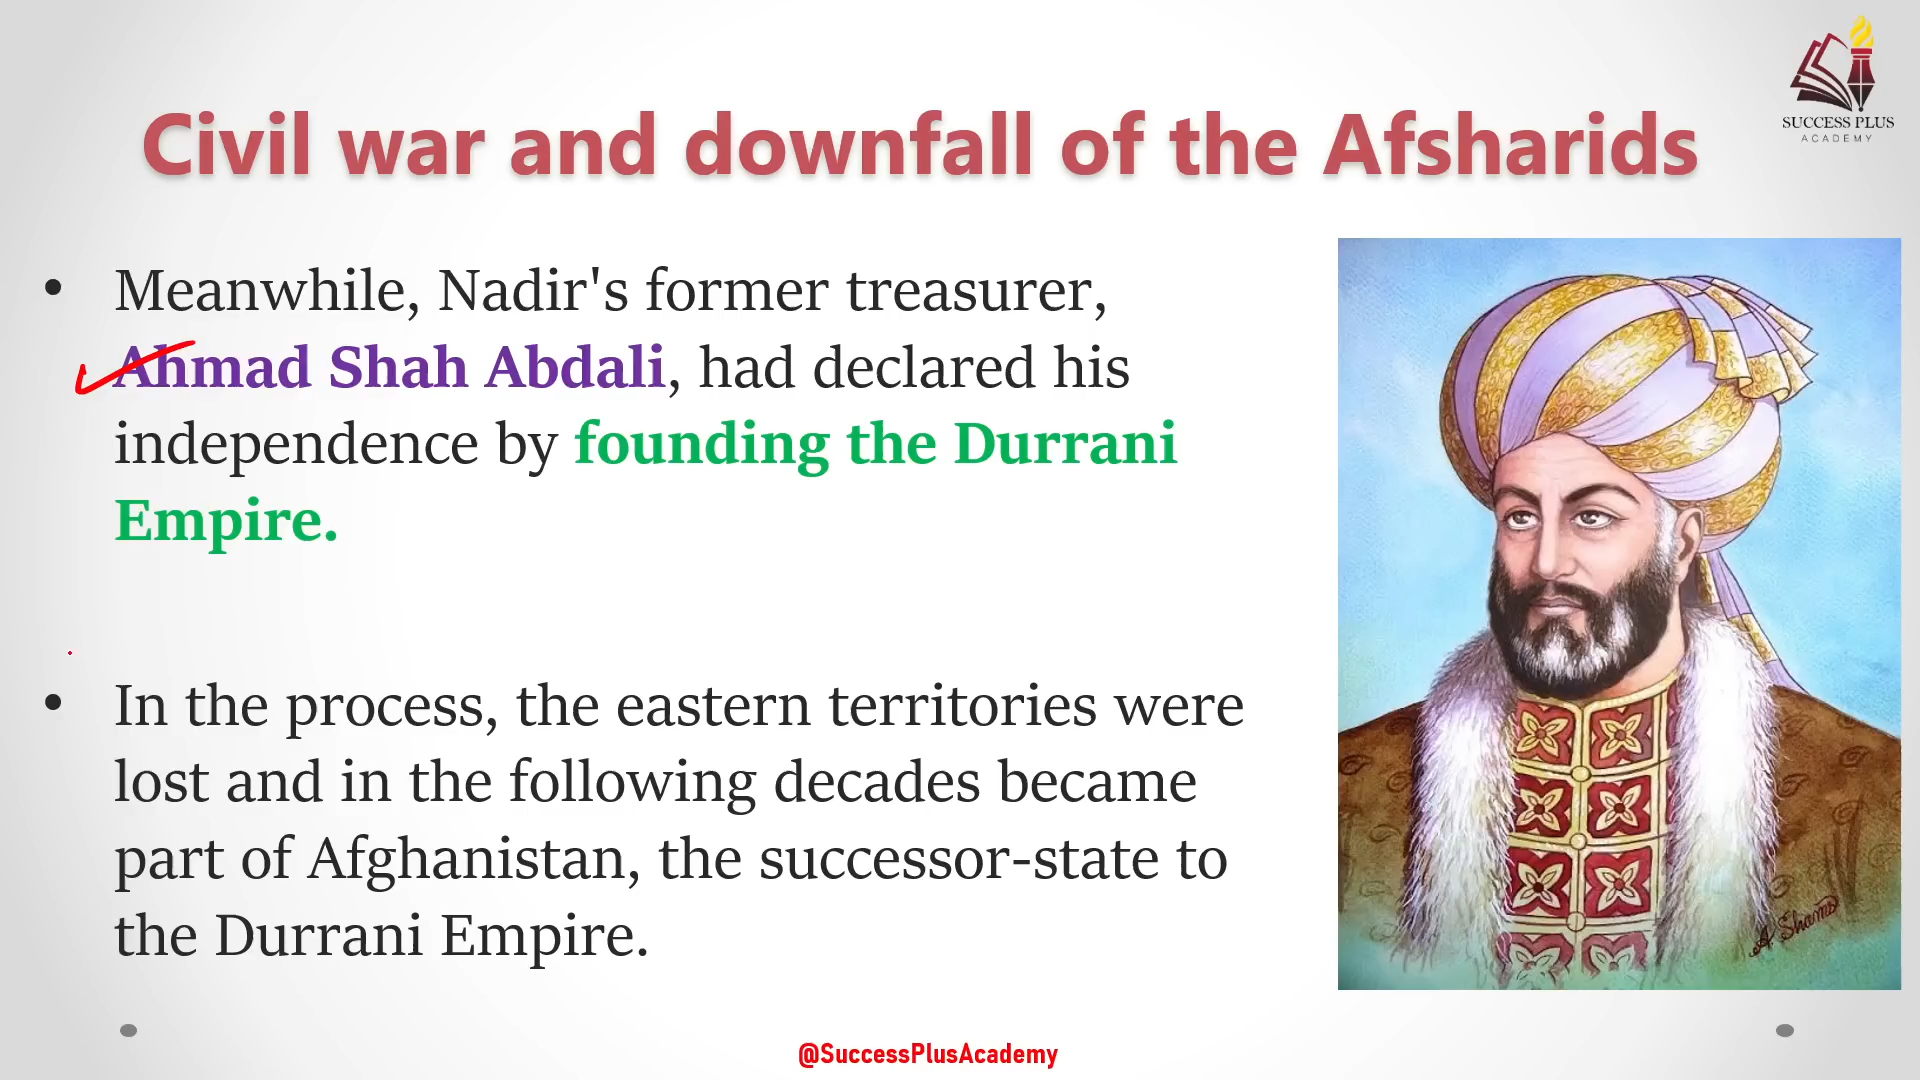 SUCCESS PLUS
ACADEMY
Civil war and downfall of the Afsharids
• Meanwhile, Nadir's former treasurer,
Ahmad Shah Abdali, had declared his
independence by founding the Durrani
Empire.
• In the process, the eastern territories were
lost and in the following decades became
part of Afghanistan, the successor-state to
the Durrani Empire.
A. Shams
@SuccessPlusAcademy